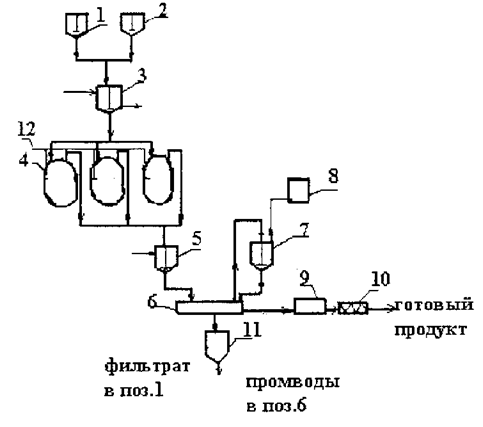 1
2
3
12
4
8
7
5
9
10
6
готовый
продукт
11
фильтрат
в поз.1
промводы
в поз.6